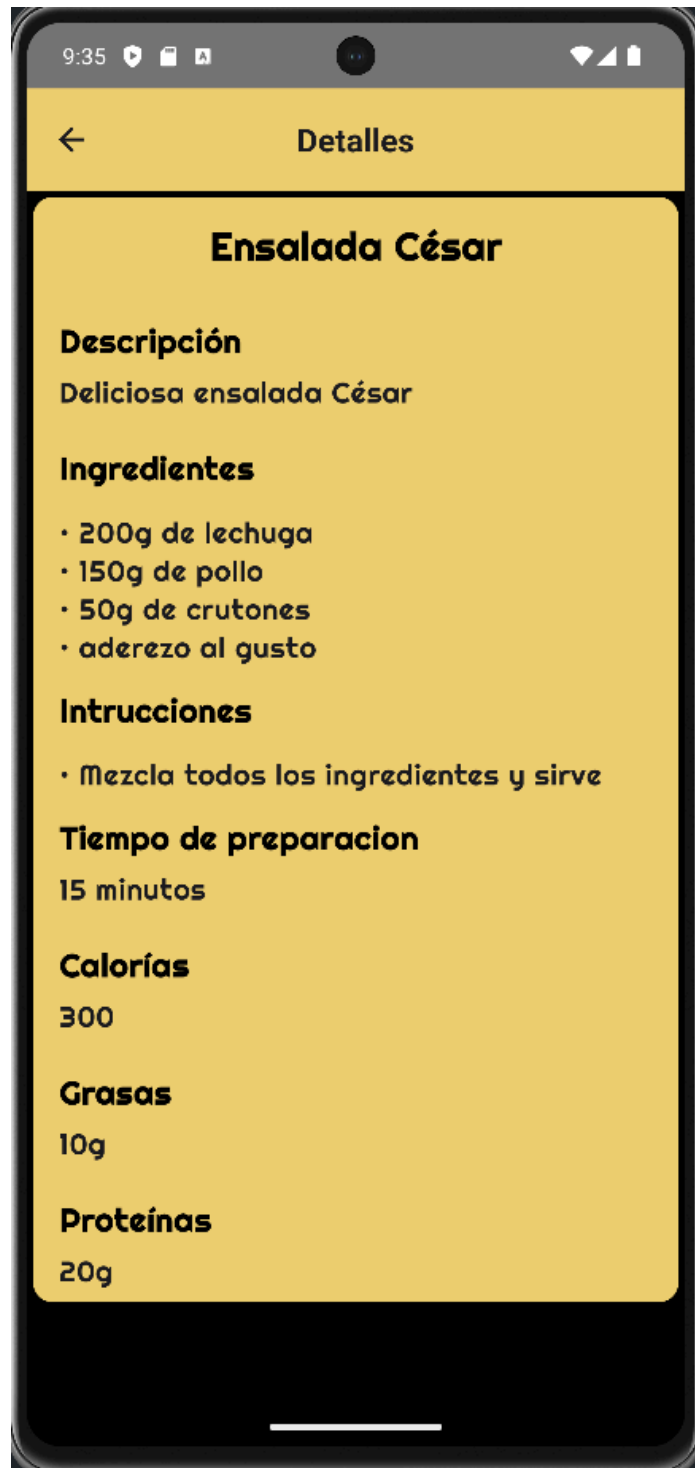 9:35
Detalles
Ensalada César
Descripción
Deliciosa ensalada César
Ingredientes
• 200g de lechuga
• 150g de pollo
• 50g de crutones
• aderezo al gusto
Intrucciones
• Mezcla todos los ingredientes y sirve
Tiempo de preparacion
15 minutos
Calorías
300
Grasas
10g
Proteínas
20g